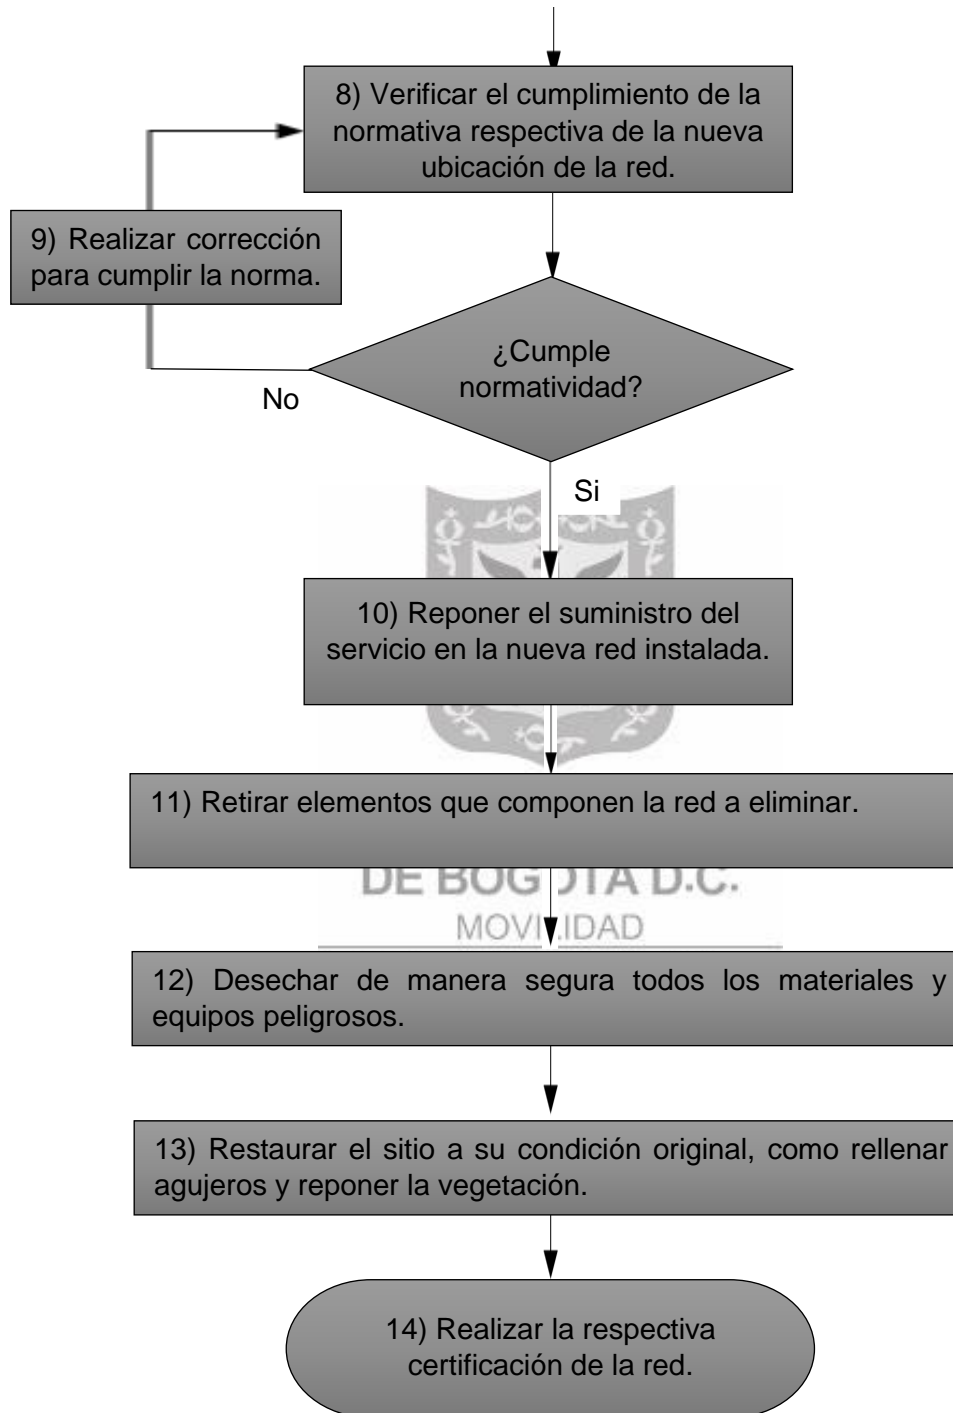 8) Verificar el cumplimiento de la
normativa respectiva de la nueva
ubicación de la red.
9) Realizar corrección
para cumplir la norma.
¿Cumple
normatividad?
No
Si
10) Reponer el suministro del
servicio en la nueva red instalada.
11) Retirar elementos que componen la red a eliminar.
DE BOGOTÁ D.C.
MOVILIDAD
12) Desechar de manera segura todos los materiales y
equipos peligrosos.
13) Restaurar el sitio a su condición original, como rellenar
agujeros y reponer la vegetación.
14) Realizar la respectiva
certificación de la red.